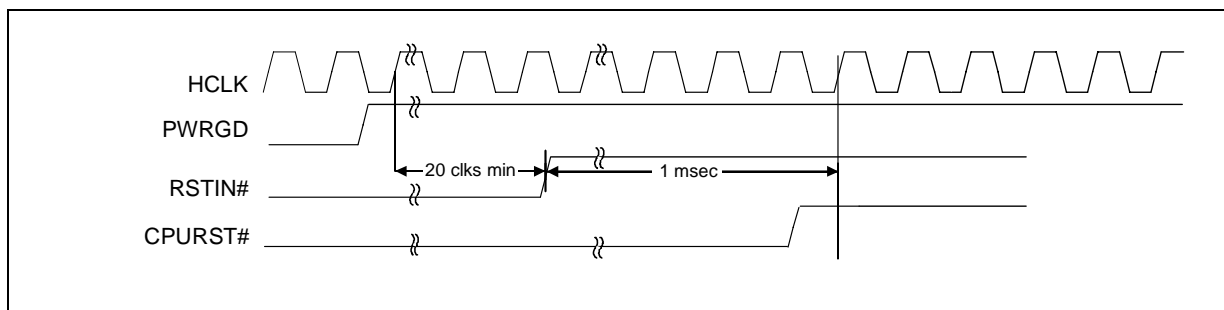 HCLK
PWRGD
20 clks min
1 msec
RSTIN#
CPURST#